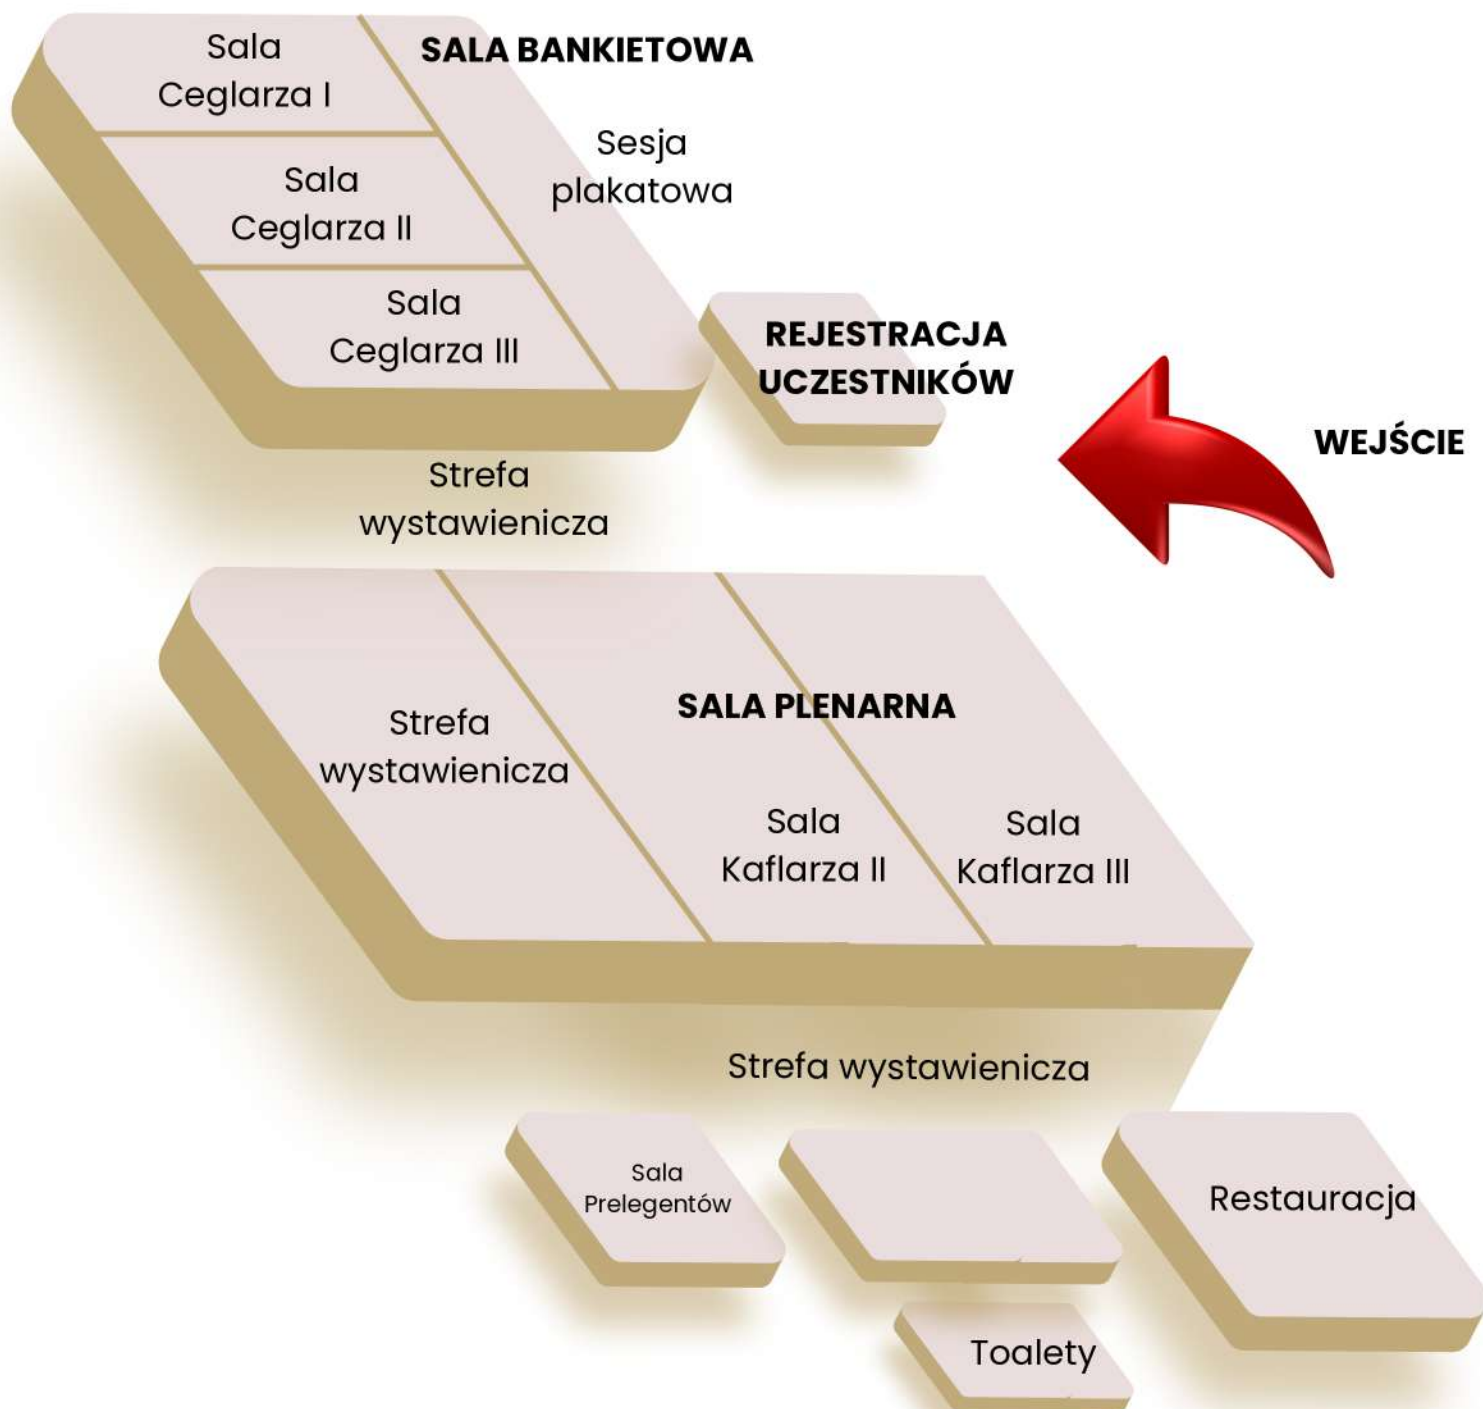 Sala
Ceglarza I
SALA BANKIETOWA
Sesja
plakatowa
Sala
Ceglarza II
Sala
Ceglarza III
REJESTRACJA
UCZESTNIKÓW
WEJŚCIE
Strefa
wystawienicza
SALA PLENARNA
Strefa
wystawienicza
Sala
Kaflarza II
Sala
Kaflarza III
Strefa wystawienicza
Sala
Prelegentów
Restauracja
Toalety